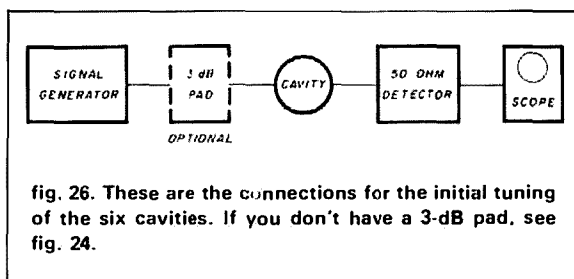 SIGNAL GENERATOR
3 dB PAD
OPTIONAL
CAVITY
50 OHM DETECTOR
SCOPE
fig. 26. These are the connections for the initial tuning
of the six cavities. If you don't have a 3-dB pad, see
fig. 24.